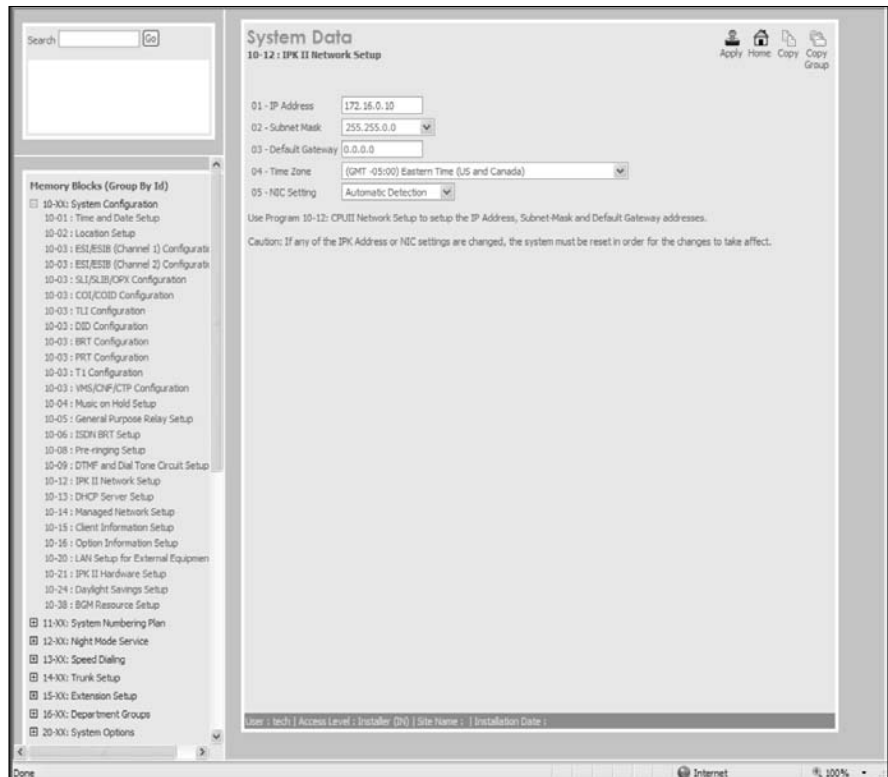 Search
Go
Memory Blocks (Group By Id)
10-XX: System Configuration
10-01 : Time and Date Setup
10-02 : Location Setup
10-03 : ESI/ESIB (Channel 1) Configuratio
10-03 : ESI/ESIB (Channel 2) Configuratio
10-03 : SLI/SLIB/OPX Configuration
10-03 : COI/COID Configuration
10-03 : TLI Configuration
10-03 : DID Configuration
10-03 : BRT Configuration
10-03 : PRT Configuration
10-03 : T1 Configuration
10-03 : VMS/CNF/CTP Configuration
10-04 : Music on Hold Setup
10-05 : General Purpose Relay Setup
10-06 : ISDN BRT Setup
10-08 : Pre-ringing Setup
10-09 : DTMF and Dial Tone Circuit Setup
10-12 : IPK II Network Setup
10-13 : DHCP Server Setup
10-14 : Managed Network Setup
10-15 : Client Information Setup
10-16 : Option Information Setup
10-20 : LAN Setup for External Equipmen
10-21 : IPK II Hardware Setup
10-24 : Daylight Savings Setup
10-38 : BGM Resource Setup
11-XX: System Numbering Plan
12-XX: Night Mode Service
13-XX: Speed Dialing
14-XX: Trunk Setup
15-XX: Extension Setup
16-XX: Department Groups
20-XX: System Options
System Data
10-12 : IPK II Network Setup
Apply Home Copy Copy Group
01 - IP Address 172.16.0.10
02 - Subnet Mask 255.255.0.0
03 - Default Gateway 0.0.0.0
04 - Time Zone (GMT -05:00) Eastern Time (US and Canada)
05 - NIC Setting Automatic Detection
Use Program 10-12: CPUII Network Setup to setup the IP Address, Subnet-Mask and Default Gateway addresses.
Caution: If any of the IPK Address or NIC settings are changed, the system must be reset in order for the changes to take affect.
User : tech | Access Level : Installer (IN) | Site Name : | Installation Date :
Done
Internet
100%